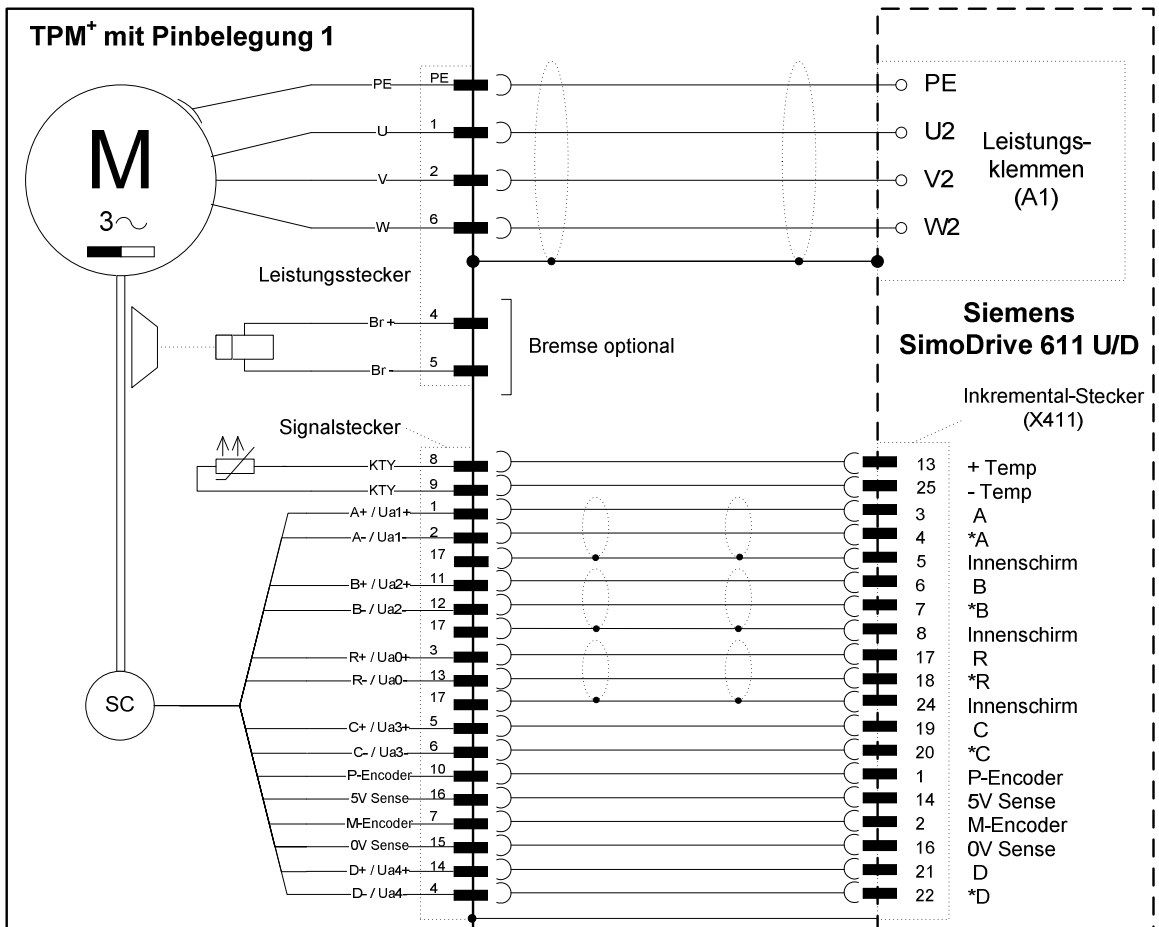 TPM+ mit Pinbelegung 1
M
3
PE PE PE
U 1 U2
V 2 V2
W 6 W2
Leistungs-
klemmen
(A1)
Leistungsstecker
Br + 4
Br - 5
Bremse optional
Siemens
SimoDrive 611 U/D
Inkremental-Stecker
(X411)
Signalstecker
KTY 8 13 + Temp
KTY 9 25 - Temp
A+ / Ua1+ 1 3 A
A- / Ua1- 2 4 *A
17 5 Innenschirm
B+ / Ua2+ 11 6 B
B- / Ua2- 12 7 *B
17 8 Innenschirm
R+ / Ua0+ 3 17 R
R- / Ua0- 13 18 *R
17 24 Innenschirm
SC
C+ / Ua3+ 5 19 C
C- / Ua3- 6 20 *C
P-Encoder 10 1 P-Encoder
5V Sense 16 14 5V Sense
M-Encoder 7 2 M-Encoder
0V Sense 15 16 0V Sense
D+ / Ua4+ 14 21 D
D- / Ua4- 4 22 *D